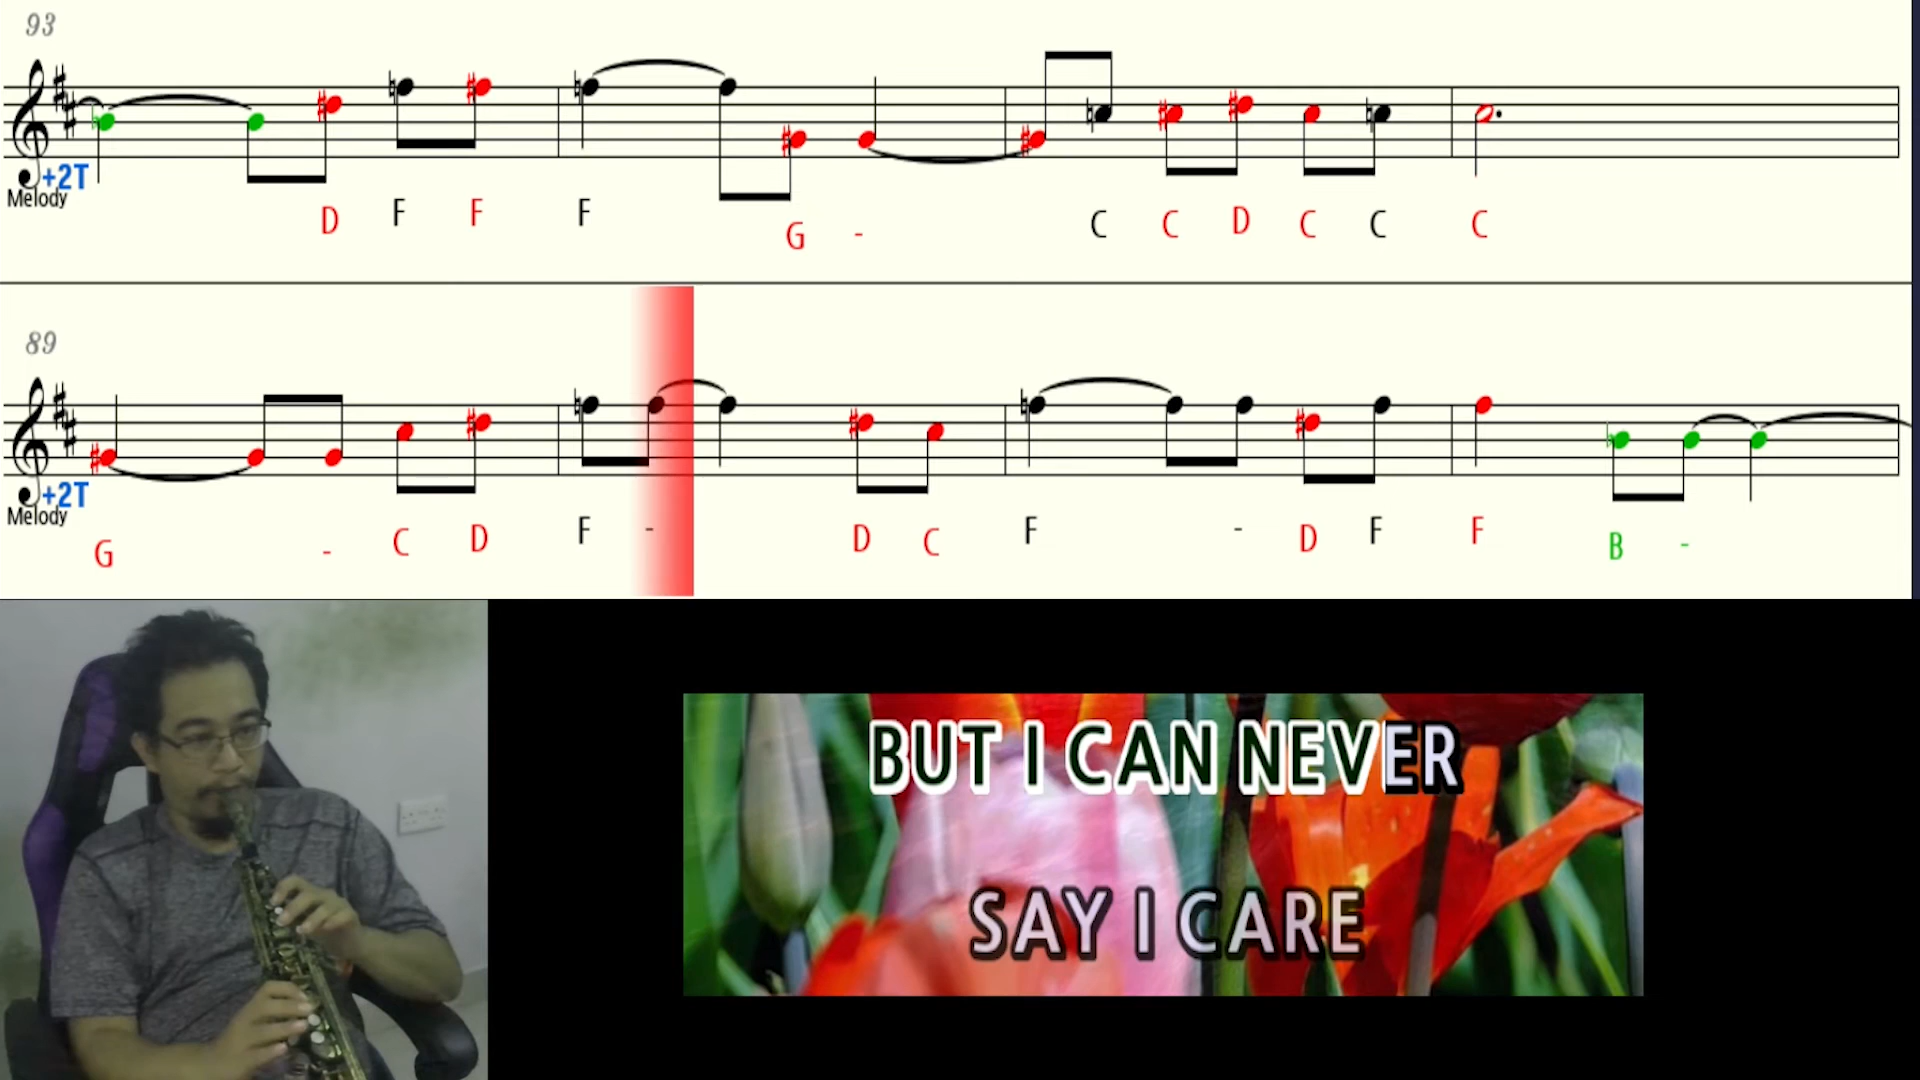 93
+2T
Melody
D F F F G - C C D C C C
89
+2T
Melody
G - C D F - D C F - D F F B -
BUT I CAN NEVER
SAY I CARE